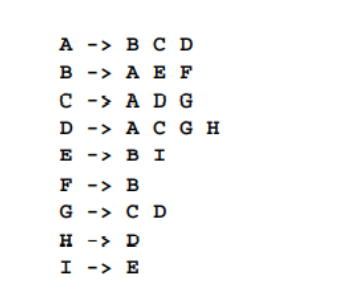 A -> B C D
B -> A E F
C -> A D G
D -> A C G H
E -> B I
F -> B
G -> C D
H -> D
I -> E